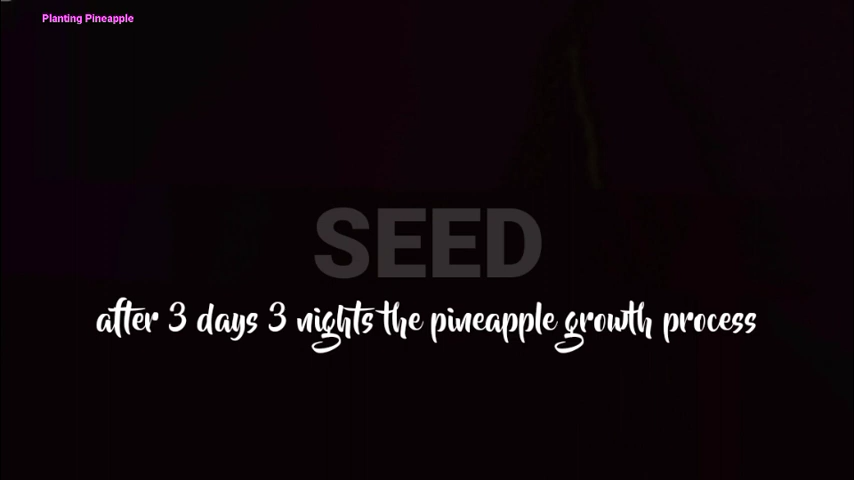 Planting Pineapple
SEED
after 3 days 3 nights the pineapple growth process